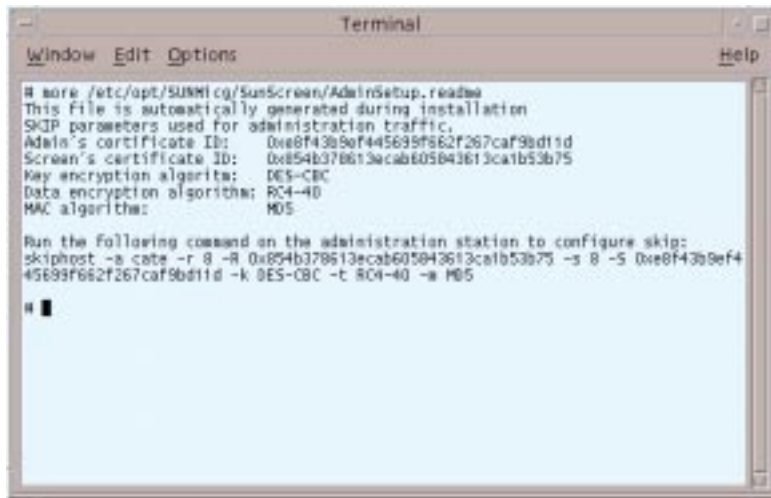 Terminal
Window Edit Options Help
# more /etc/opt/SUNWicg/SunScreen/AdminSetup.readme
This file is automatically generated during installation
SKIP parameters used for administration traffic.
Admin's certificate ID: 0xe8f43b9ef445699f662f267caf9bd11d
Screen's certificate ID: 0x854b378613ecab605843613ca1b53b75
Key encryption algoritm: DES-CBC
Data encryption algorithm: RC4-40
MAC algorithm: MD5
Run the following command on the administration station to configure skip:
skiphost -a cate -r 8 -R 0x854b378613ecab605843613ca1b53b75 -s 8 -S 0xe8f43b9ef4
45699f662f267caf9bd11d -k DES-CBC -t RC4-40 -m MD5
#